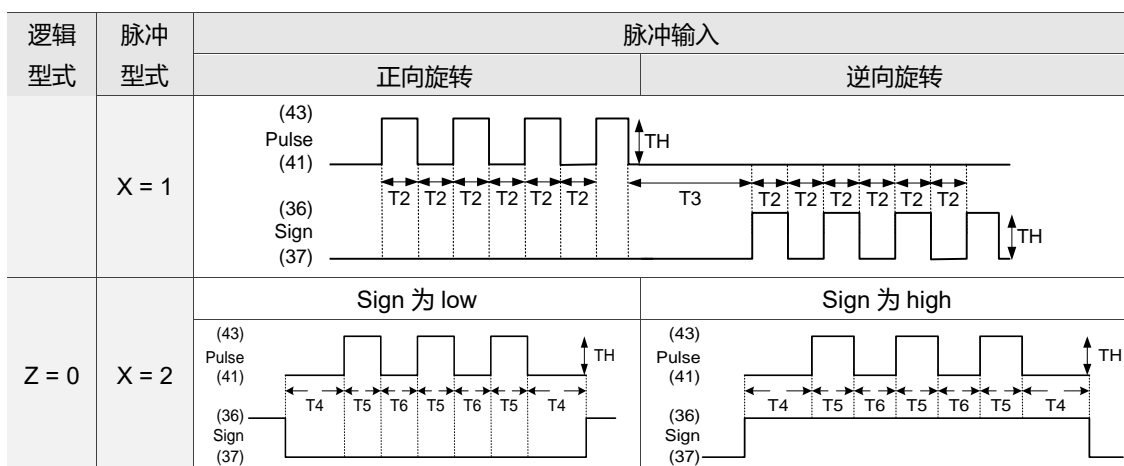 逻辑 脉冲 脉冲输入
型式 型式 正向旋转 逆向旋转
X = 1
(43)
Pulse TH
(41)
T2 T2 T2 T2 T2 T2 T3 T2 T2 T2 T2 T2 T2
(36)
Sign TH
(37)
Z = 0 X = 2
Sign 为 low
(43)
Pulse TH
(41)
T4 T5 T6 T5 T6 T5 T4
(36)
Sign
(37)
Sign 为 high
(43)
Pulse TH
(41)
T4 T5 T6 T5 T6 T5 T4
(36)
Sign
(37)